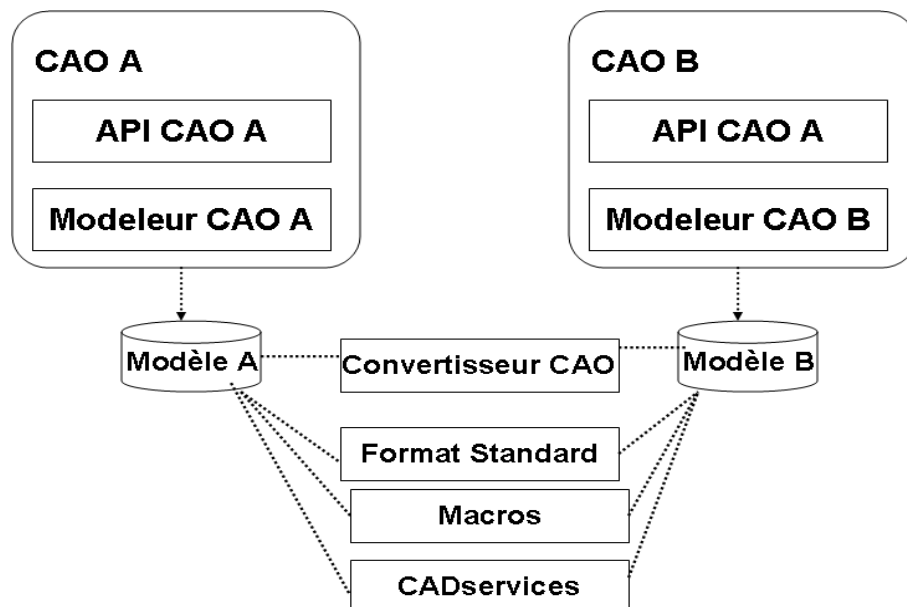 CAO A
API CAO A
Modeleur CAO A
CAO B
API CAO A
Modeleur CAO B
Modèle A
Convertisseur CAO
Modèle B
Format Standard
Macros
CADservices